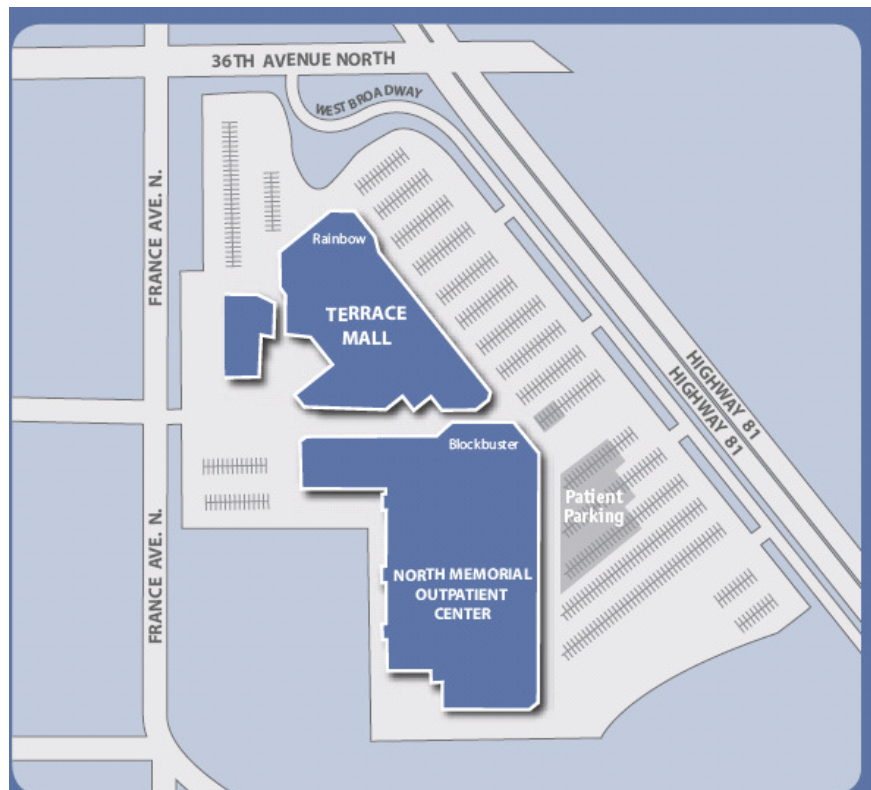 36TH AVENUE NORTH
WEST BROADWAY
FRANCE AVE. N.
Rainbow
TERRACE
MALL
HIGHWAY 81
HIGHWAY 81
Blockbuster
Patient
Parking
FRANCE AVE. N.
NORTH MEMORIAL
OUTPATIENT
CENTER